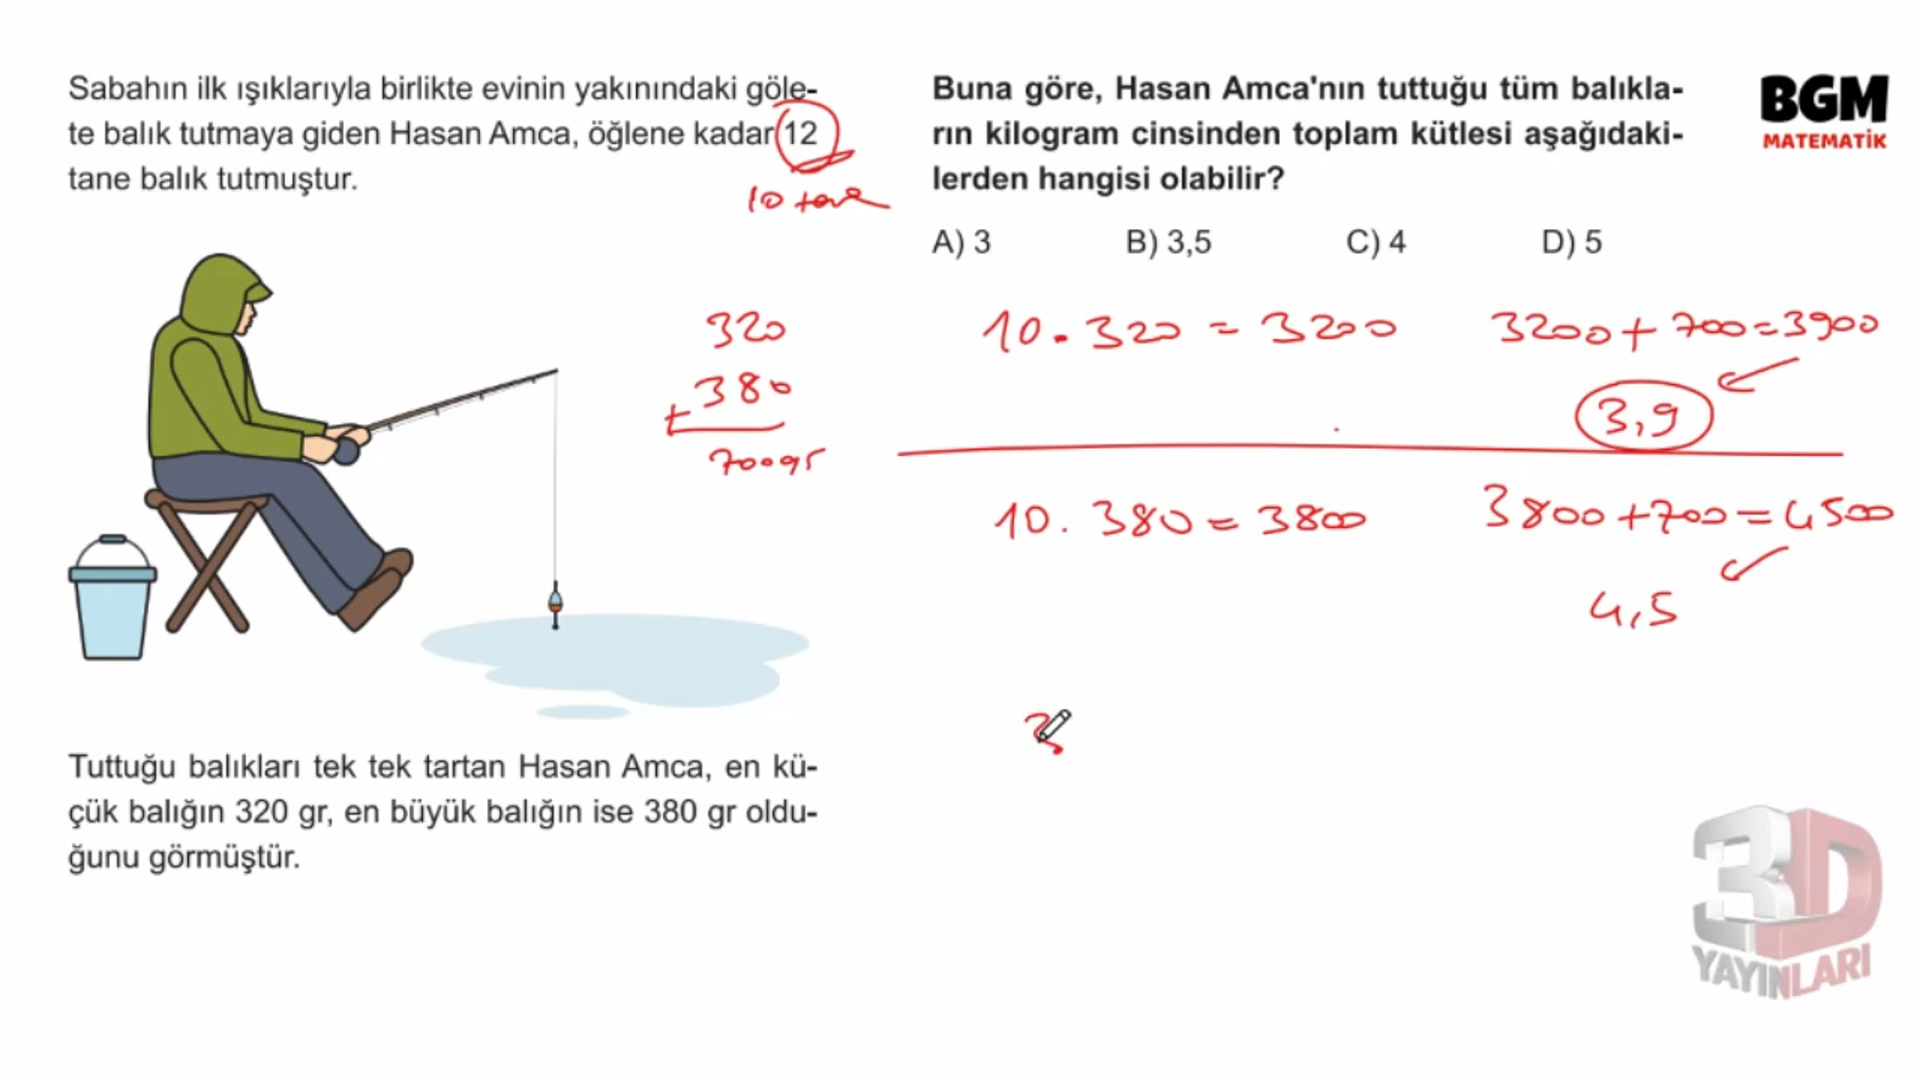 Sabahın ilk ışıklarıyla birlikte evinin yakınındaki göle-
te balık tutmaya giden Hasan Amca, öğlene kadar 12
tane balık tutmuştur.
10 tane
320
+ 380
700gr
Tuttuğu balıkları tek tek tartan Hasan Amca, en kü-
çük balığın 320 gr, en büyük balığın ise 380 gr oldu-
ğunu görmüştür.
Buna göre, Hasan Amca'nın tuttuğu tüm balıkla-
rın kilogram cinsinden toplam kütlesi aşağıdaki-
lerden hangisi olabilir?
A) 3 B) 3,5 C) 4 D) 5
10 . 320 = 3200 3200 + 700 = 3900
3,9
10 . 380 = 3800 3800 + 700 = 4500
4,5
3
BGM
MATEMATİK
3D
YAYINLARI